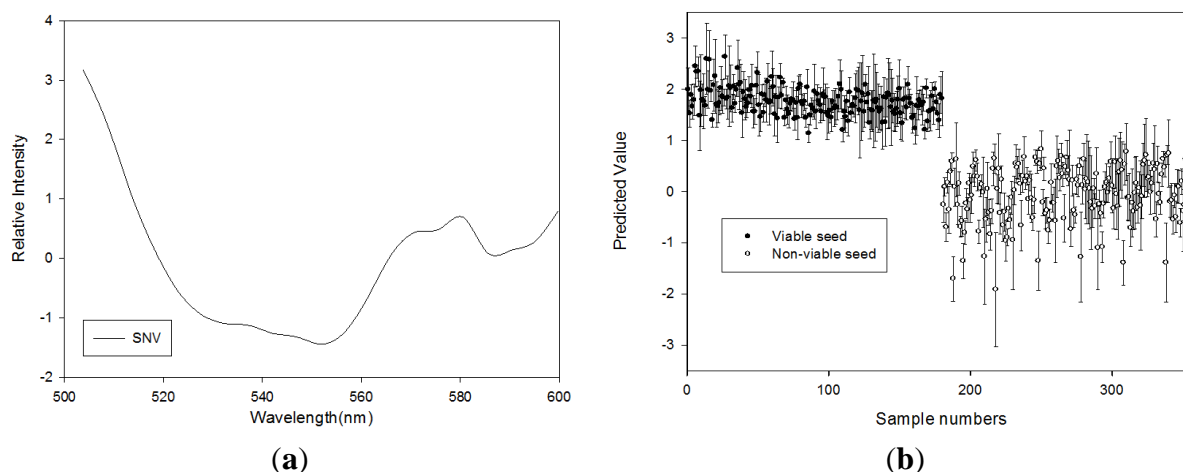 4
3
2
1
0
-1
-2
Relative Intensity
SNV
500 520 540 560 580 600
Wavelength(nm)
(a)
3
2
1
0
-1
-2
-3
Predicted Value
Viable seed
Non-viable seed
0 100 200 300
Sample numbers
(b)